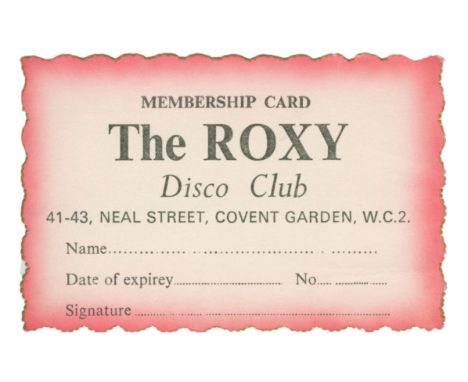 MEMBERSHIP CARD
The ROXY
Disco Club
41-43, NEAL STREET, COVENT GARDEN, W.C.2.
Name................................................
Date of expirey........................... No.................
Signature................................................................